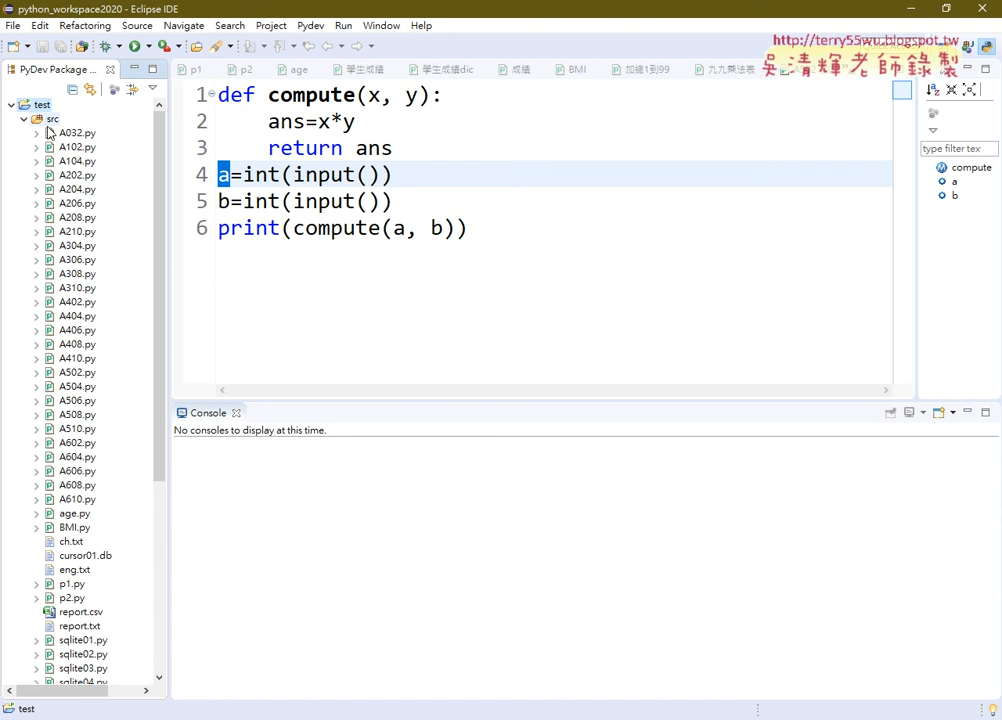 python_workspace2020 - Eclipse IDE
File Edit Refactoring Source Navigate Search Project Pydev Run Window Help
http://terry55wu.blogspot.tw
吳清輝老師錄製
PyDev Package ...
p1 p2 age 學生成績 學生成績dic 成績 BMI 加總1到99 九九乘法表
test
src
A032.py
A102.py
A104.py
A202.py
A204.py
A206.py
A208.py
A210.py
A304.py
A306.py
A308.py
A310.py
A402.py
A404.py
A406.py
A408.py
A410.py
A502.py
A504.py
A506.py
A508.py
A510.py
A602.py
A604.py
A606.py
A608.py
A610.py
age.py
BMI.py
ch.txt
cursor01.db
eng.txt
p1.py
p2.py
report.csv
report.txt
sqlite01.py
sqlite02.py
sqlite03.py
sqlite04.py
1 def compute(x, y):
2 ans=x*y
3 return ans
4 a=int(input())
5 b=int(input())
6 print(compute(a, b))
type filter tex
compute
a
b
Console
No consoles to display at this time.
test